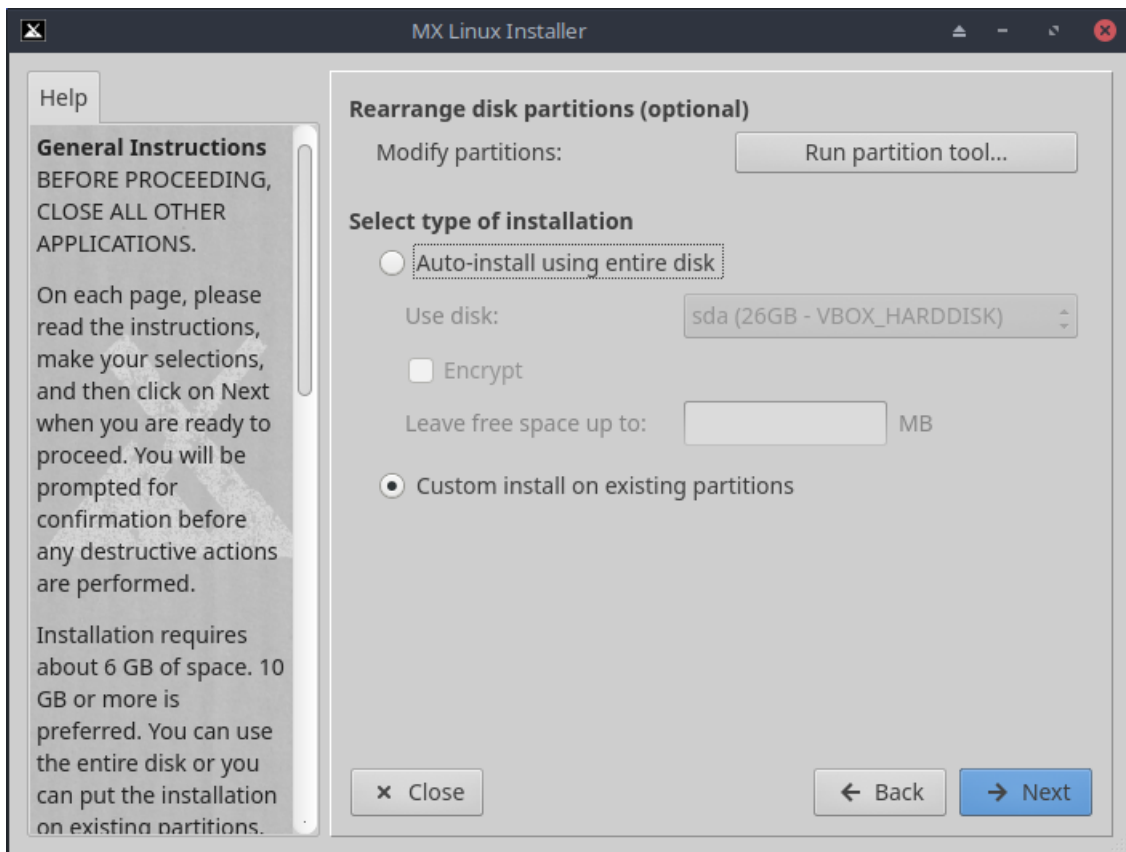 MX Linux Installer
Help
General Instructions
BEFORE PROCEEDING,
CLOSE ALL OTHER
APPLICATIONS.
On each page, please
read the instructions,
make your selections,
and then click on Next
when you are ready to
proceed. You will be
prompted for
confirmation before
any destructive actions
are performed.
Installation requires
about 6 GB of space. 10
GB or more is
preferred. You can use
the entire disk or you
can put the installation
on existing partitions.
Rearrange disk partitions (optional)
Modify partitions:
Run partition tool...
Select type of installation
Auto-install using entire disk
Use disk:
sda (26GB - VBOX_HARDDISK)
Encrypt
Leave free space up to:
MB
Custom install on existing partitions
Close
Back
Next